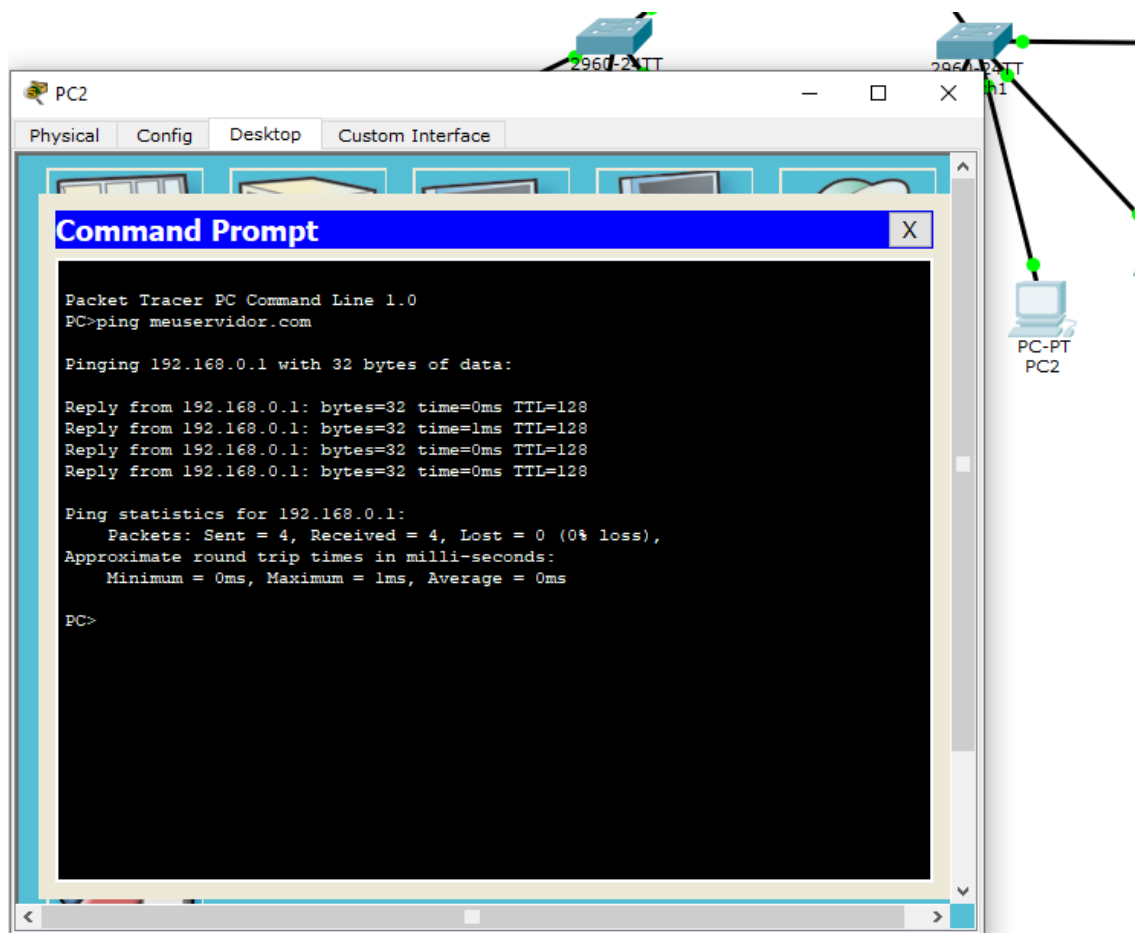 2960-24TT
2960-24TT
h1
PC2
Physical Config Desktop Custom Interface
Command Prompt X
Packet Tracer PC Command Line 1.0
PC>ping meuservidor.com
Pinging 192.168.0.1 with 32 bytes of data:
Reply from 192.168.0.1: bytes=32 time=0ms TTL=128
Reply from 192.168.0.1: bytes=32 time=1ms TTL=128
Reply from 192.168.0.1: bytes=32 time=0ms TTL=128
Reply from 192.168.0.1: bytes=32 time=0ms TTL=128
Ping statistics for 192.168.0.1:
Packets: Sent = 4, Received = 4, Lost = 0 (0% loss),
Approximate round trip times in milli-seconds:
Minimum = 0ms, Maximum = 1ms, Average = 0ms
PC>
PC-PT
PC2